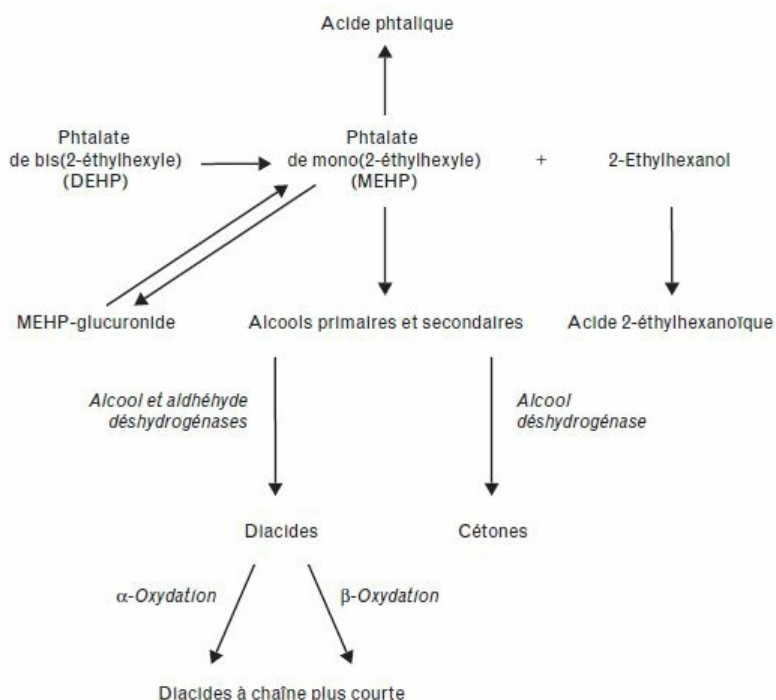 Acide phtalique
Phtalate
de bis(2-éthylhexyle)
(DEHP)
Phtalate
de mono(2-éthylhexyle)
(MEHP)
+
2-Ethylhexanol
MEHP-glucuronide
Alcools primaires et secondaires
Acide 2-éthylhexanoïque
Alcool et aldhéhyde
déshydrogénases
Alcool
déshydrogénase
Diacides
Cétones
α-Oxydation
β-Oxydation
Diacides à chaîne plus courte